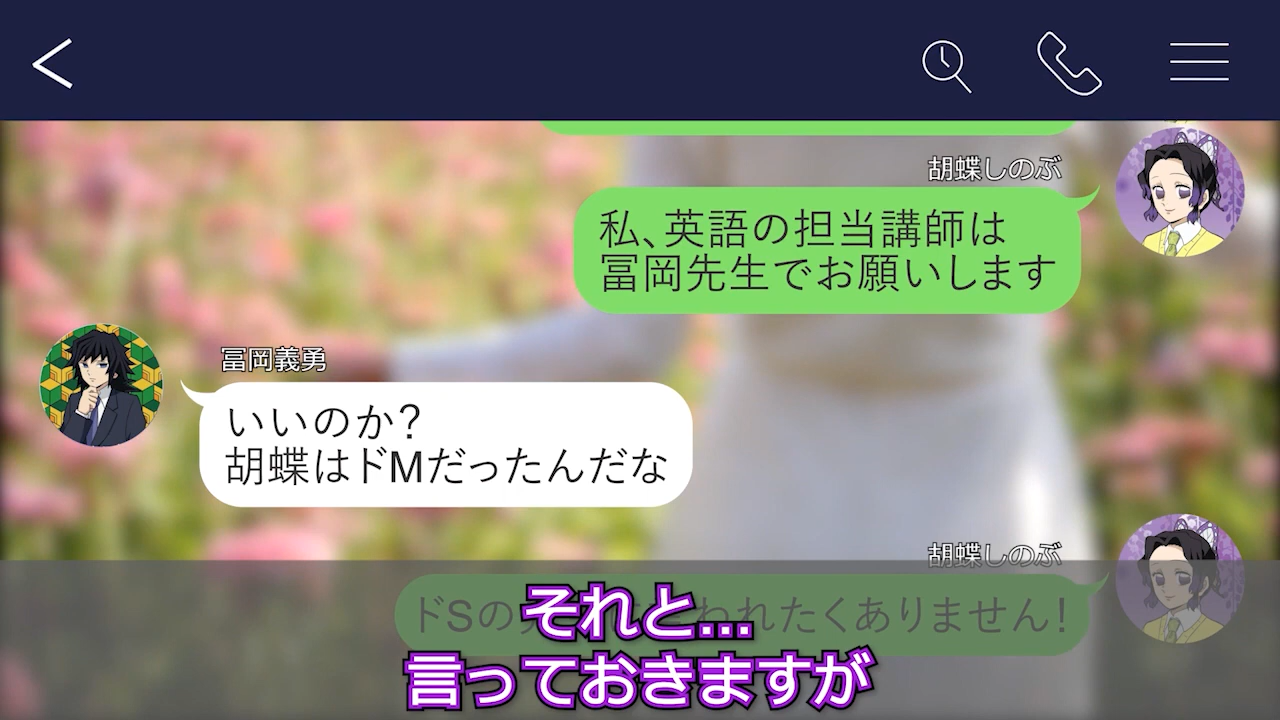 胡蝶しのぶ
私、英語の担当講師は
冨岡先生でお願いします
冨岡義勇
いいのか?
胡蝶はドMだったんだな
胡蝶しのぶ
ドSの
われたくありません!
それと…
言っておきますが